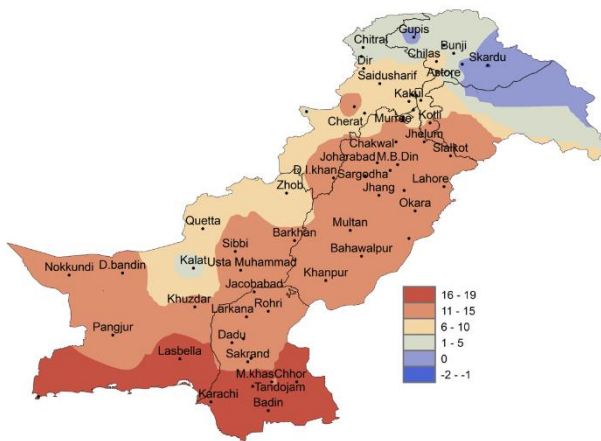 Gupis
Chitral
Bunji
Chilas
Dir
Skardu
Astore
Saidusharif
Kakul
Cherat
Murree
Kotli
Chakwal
Jhelum
Sialkot
Joharabad
M.B.Din
D.I.khan
Sargodha
Lahore
Zhob
Jhang
Okara
Quetta
Multan
Barkhan
Sibbi
Bahawalpur
Nokkundi
D.bandin
Kalat
Usta Muhammad
Khanpur
Jacobabad
Khuzdar
Larkana
Rohri
Pangjur
Dadu
Lasbella
Sakrand
M.khas
Chhor
Karachi
Tandojam
Badin
16 - 19
11 - 15
6 - 10
1 - 5
0
-2 - -1